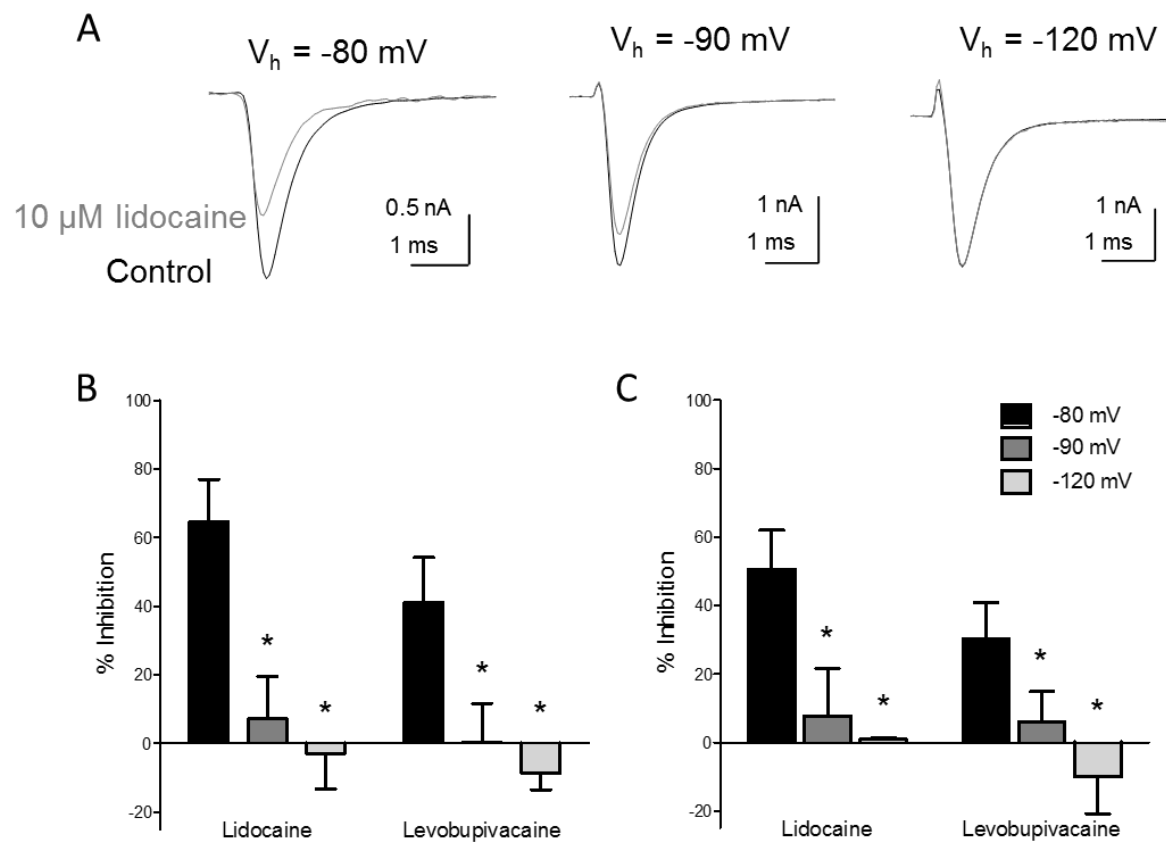 A
Vh = -80 mV
Vh = -90 mV
Vh = -120 mV
10 µM lidocaine
Control
0.5 nA
1 ms
1 nA
1 ms
1 nA
1 ms
B
% Inhibition
100
80
60
40
20
0
-20
*
*
*
*
Lidocaine
Levobupivacaine
C
% Inhibition
100
80
60
40
20
0
-20
*
*
*
*
Lidocaine
Levobupivacaine
-80 mV
-90 mV
-120 mV